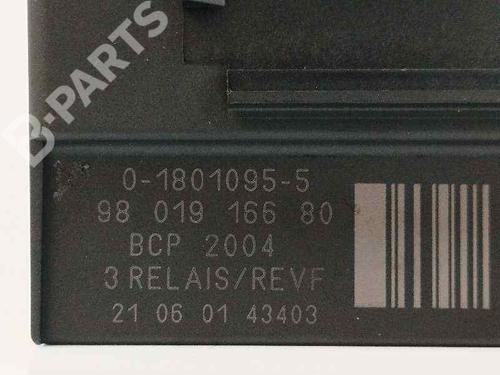 B-PARTS
0-1801095-5
98 019 166 80
BCP 2004
3 RELAIS/REVF
21 06 01 43403